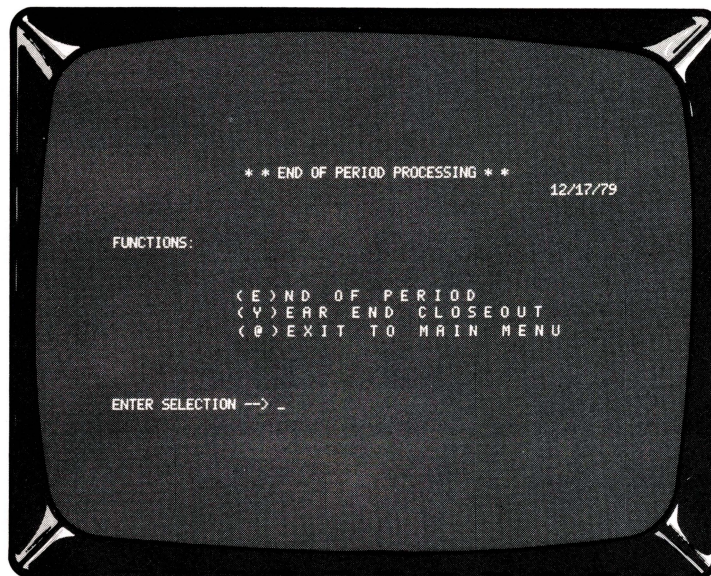 * * END OF PERIOD PROCESSING * *
12/17/79
FUNCTIONS:
(E)ND OF PERIOD
(Y)EAR END CLOSEOUT
(@)EXIT TO MAIN MENU
ENTER SELECTION --> _